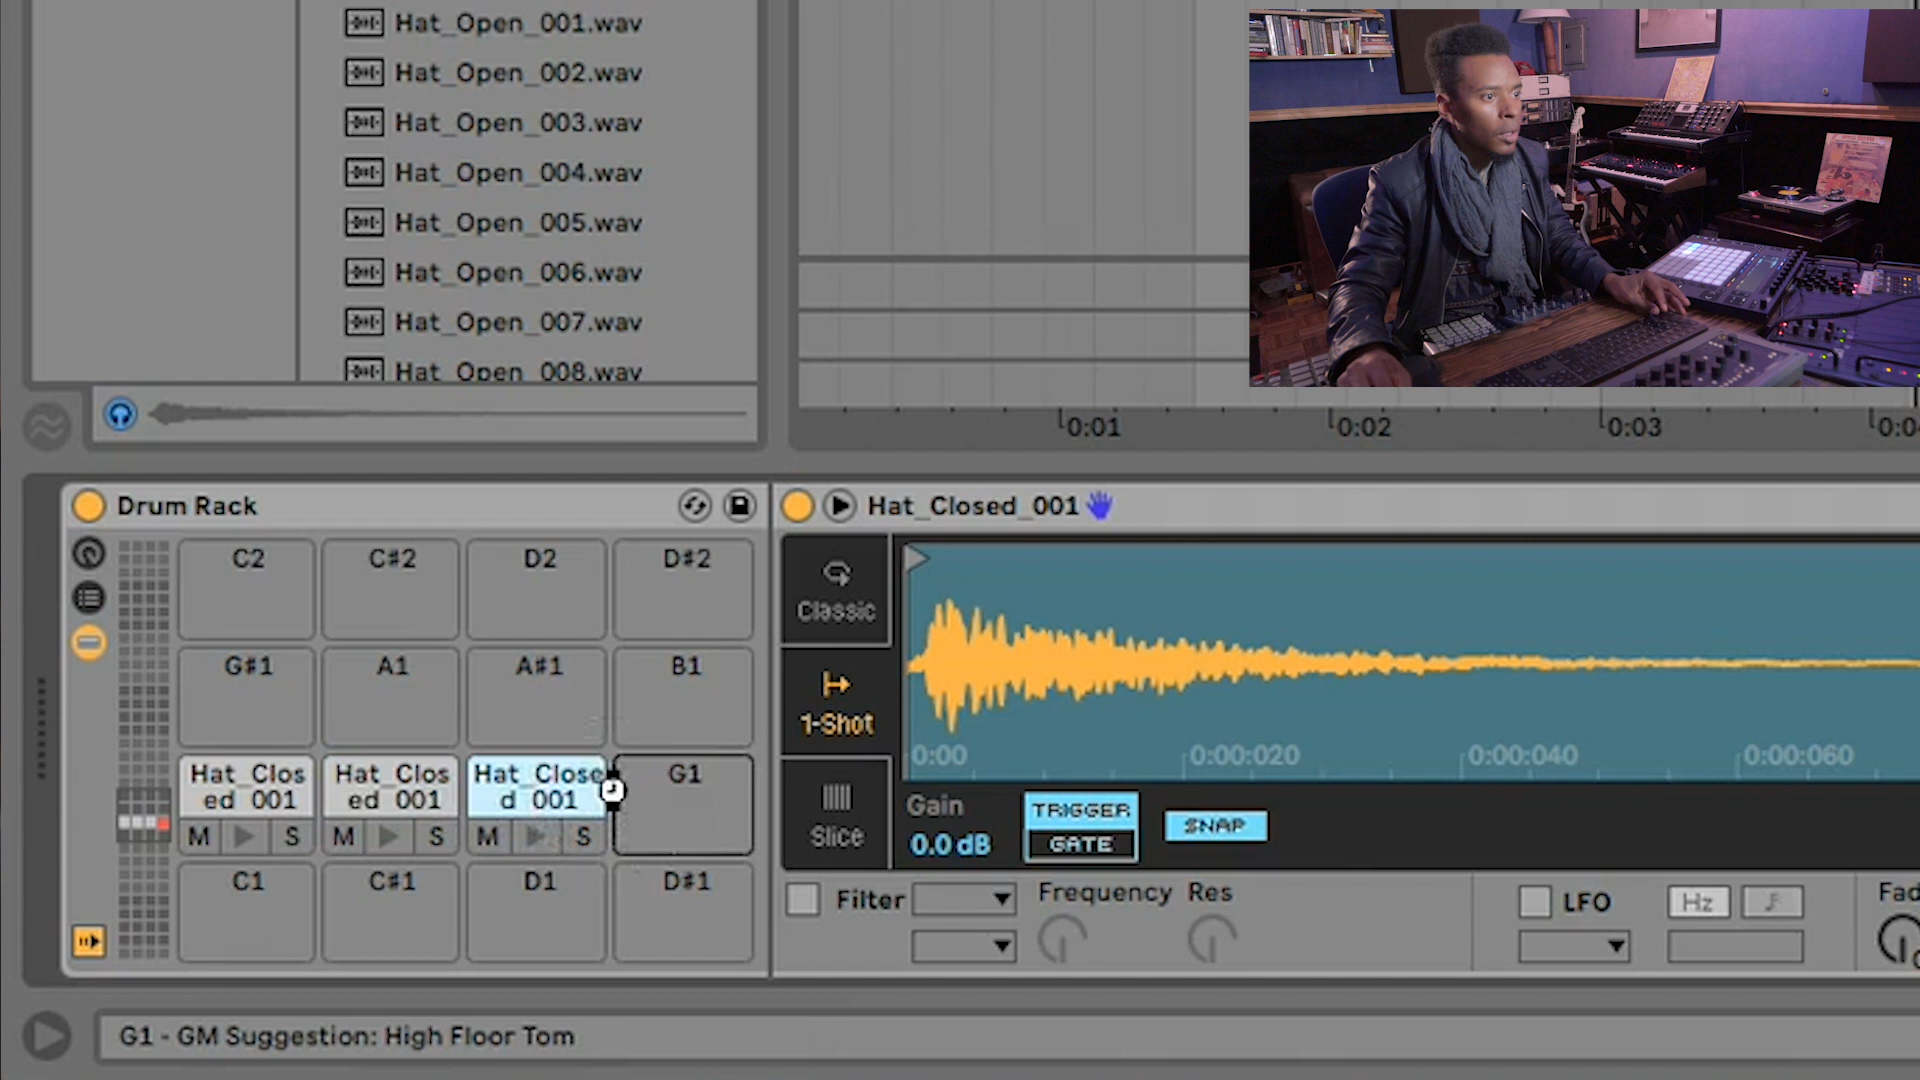 Hat_Open_001.wav
Hat_Open_002.wav
Hat_Open_003.wav
Hat_Open_004.wav
Hat_Open_005.wav
Hat_Open_006.wav
Hat_Open_007.wav
Hat_Open_008.wav
0:01
0:02
0:03
Drum Rack
Hat_Closed_001
C2
C#2
D2
D#2
G#1
A1
A#1
B1
Hat_Clos
ed_001
M
S
Hat_Clos
ed_001
M
S
Hat_Close
d_001
M
S
G1
C1
C#1
D1
D#1
Classic
1-Shot
Slice
0:00
0:00:020
0:00:040
0:00:060
Gain
0.0 dB
TRIGGER
GATE
SNAP
Filter
Frequency
Res
LFO
Hz
Fad
G1 - GM Suggestion: High Floor Tom